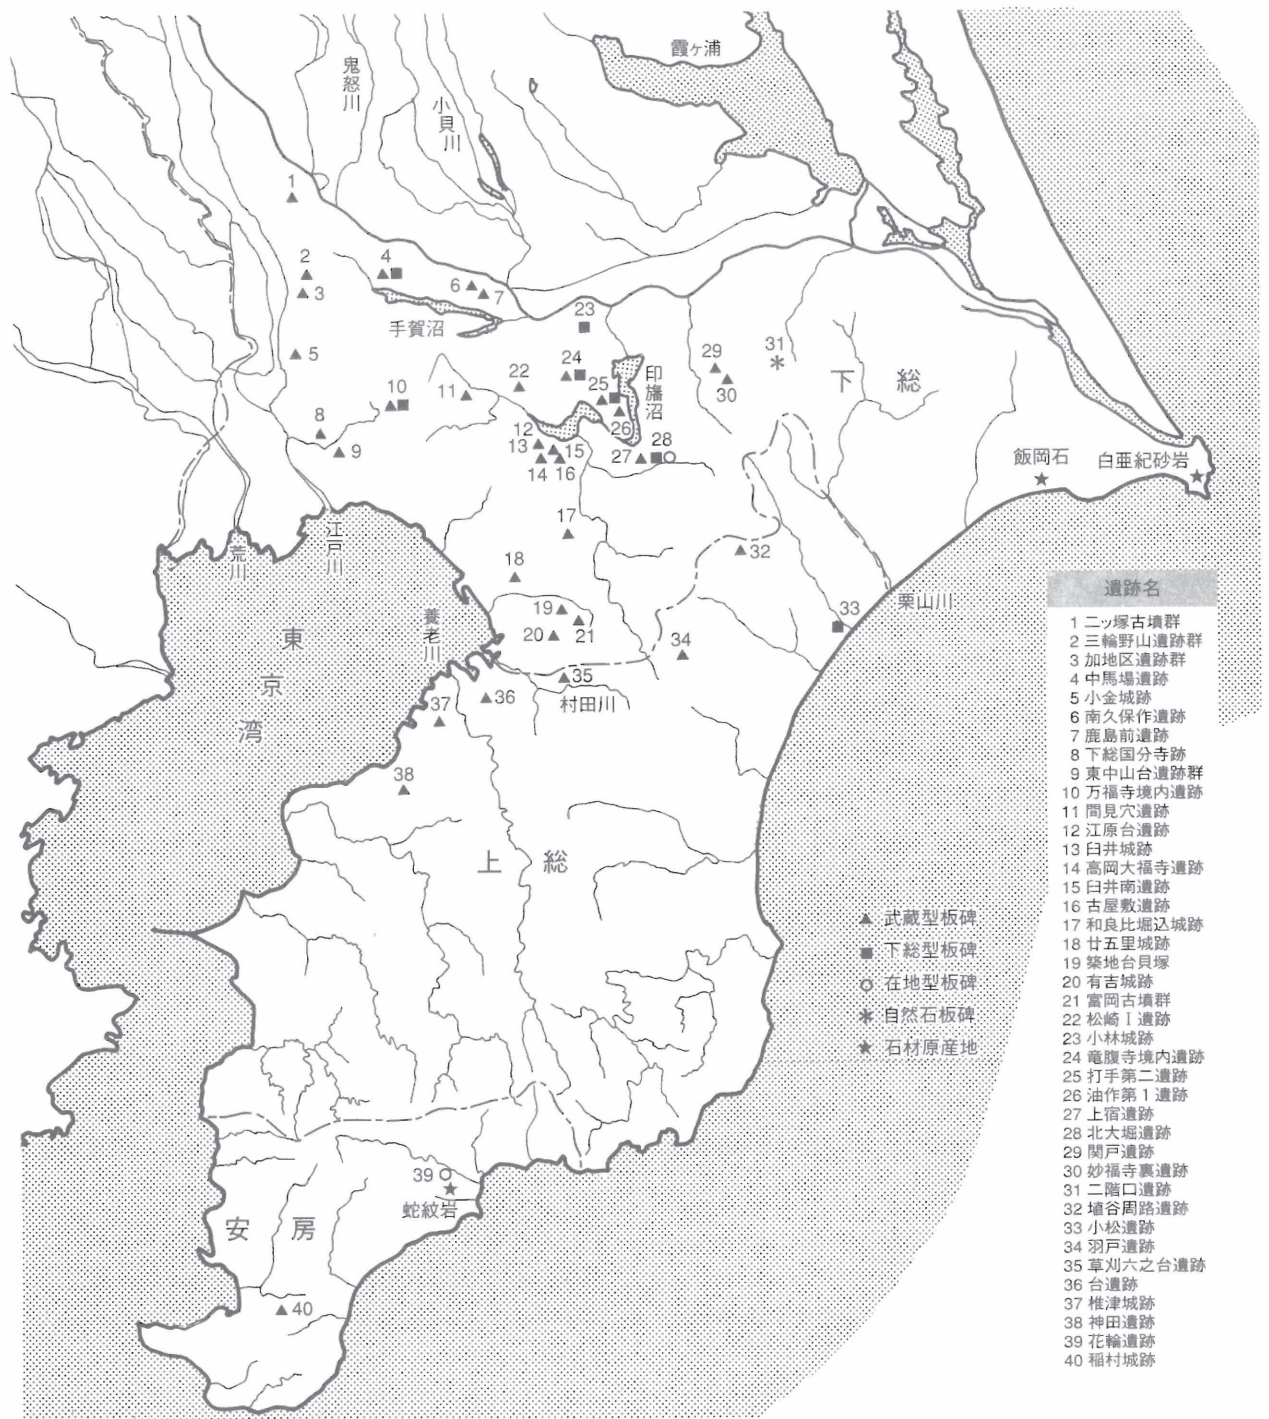 霞ヶ浦
鬼怒川
小貝川
1
2
3
4
5
6
7
手賀沼
23
24
22
25
26
印旛沼
29
30
31
下総
10
11
8
9
12
13
14
15
16
27
28
飯岡石
白亜紀砂岩
17
18
19
20
21
32
33
34
35
36
37
38
荒川
江戸川
養老川
村田川
栗山川
東京湾
上総
安房
39
蛇紋岩
40
▲ 武蔵型板碑
■ 下総型板碑
○ 在地型板碑
＊ 自然石板碑
★ 石材原産地
遺跡名
1 二ッ塚古墳群
2 三輪野山遺跡群
3 加地区遺跡群
4 中馬場遺跡
5 小金城跡
6 南久保作遺跡
7 鹿島前遺跡
8 下総国分寺跡
9 東中山台遺跡群
10 万福寺境内遺跡
11 間見穴遺跡
12 江原台遺跡
13 臼井城跡
14 高岡大福寺遺跡
15 臼井南遺跡
16 古屋敷遺跡
17 和良比堀込城跡
18 廿五里城跡
19 築地台貝塚
20 有吉城跡
21 富岡古墳群
22 松崎Ⅰ遺跡
23 小林城跡
24 竜腹寺境内遺跡
25 打手第二遺跡
26 油作第1遺跡
27 上宿遺跡
28 北大堀遺跡
29 関戸遺跡
30 妙福寺裏遺跡
31 二階口遺跡
32 埴谷周路遺跡
33 小松遺跡
34 羽戸遺跡
35 草刈六之台遺跡
36 台遺跡
37 椎津城跡
38 神田遺跡
39 花輪遺跡
40 稲村城跡